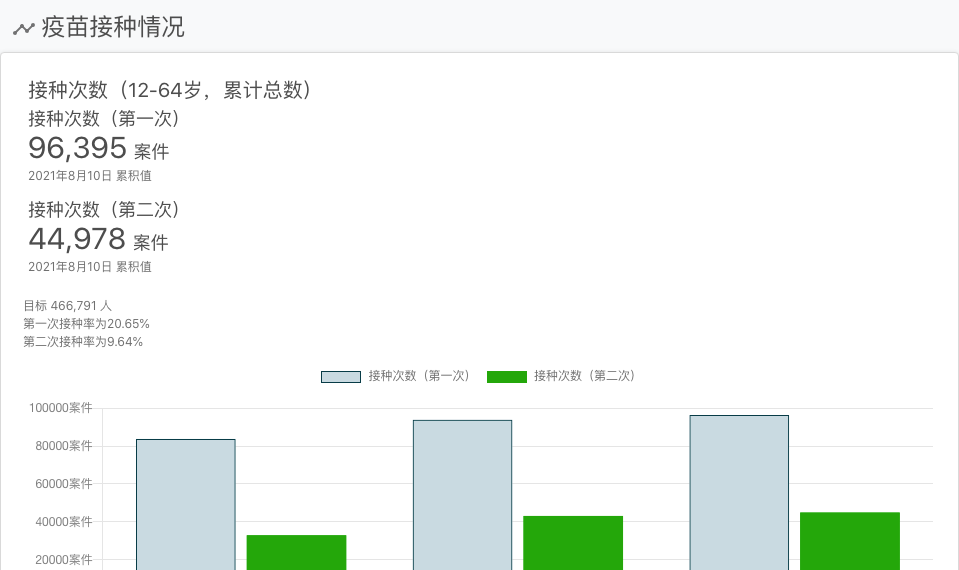 疫苗接种情况
接种次数（12-64岁，累计总数）
接种次数（第一次）
96,395 案件
2021年8月10日 累积值
接种次数（第二次）
44,978 案件
2021年8月10日 累积值
目标 466,791 人
第一次接种率为20.65%
第二次接种率为9.64%
接种次数（第一次） 接种次数（第二次）
100000案件
80000案件
60000案件
40000案件
20000案件